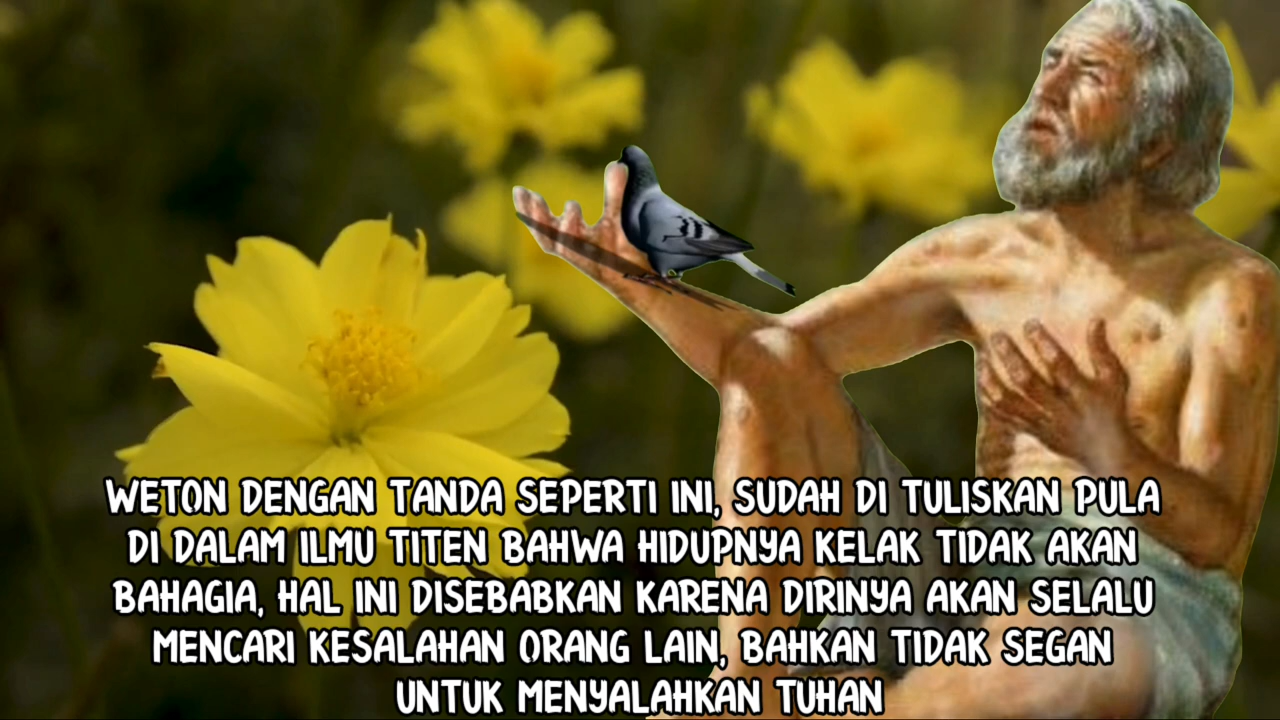 WETON DENGAN TANDA SEPERTI INI, SUDAH DI TULISKAN PULA
DI DALAM ILMU TITEN BAHWA HIDUPNYA KELAK TIDAK AKAN
BAHAGIA, HAL INI DISEBABKAN KARENA DIRINYA AKAN SELALU
MENCARI KESALAHAN ORANG LAIN, BAHKAN TIDAK SEGAN
UNTUK MENYALAHKAN TUHAN